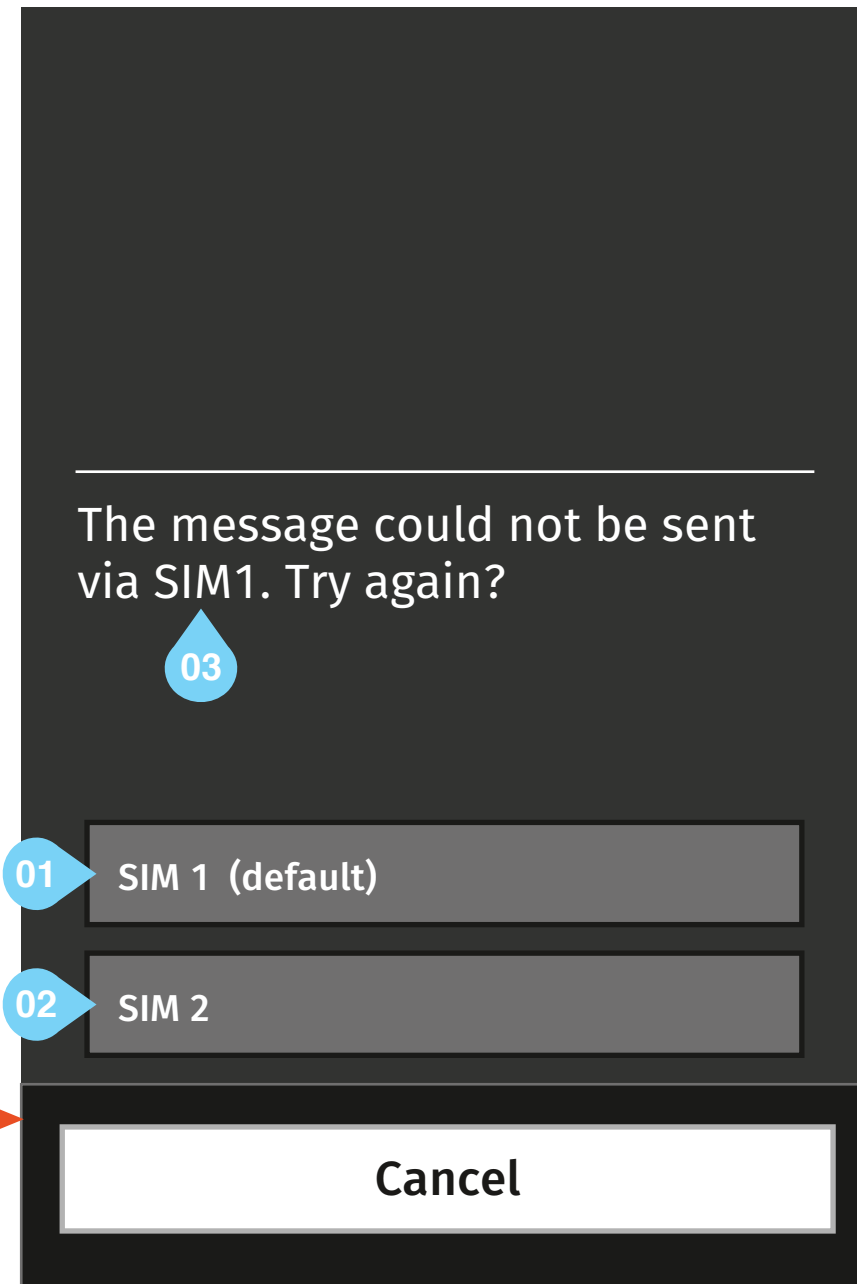 The message could not be sent
via SIM1. Try again?
03
01
SIM 1 (default)
02
SIM 2
Cancel